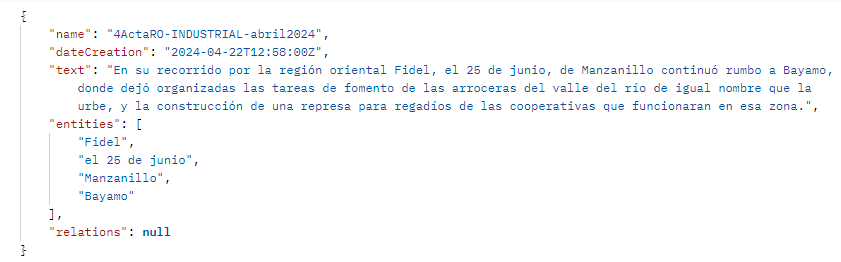 {
"name": "4ActaRO-INDUSTRIAL-abril2024",
"dateCreation": "2024-04-22T12:58:00Z",
"text": "En su recorrido por la región oriental Fidel, el 25 de junio, de Manzanillo continuó rumbo a Bayamo,
donde dejó organizadas las tareas de fomento de las arroceras del valle del río de igual nombre que la
urbe, y la construcción de una represa para regadíos de las cooperativas que funcionaran en esa zona.",
"entities": [
"Fidel",
"el 25 de junio",
"Manzanillo",
"Bayamo"
],
"relations": null
}